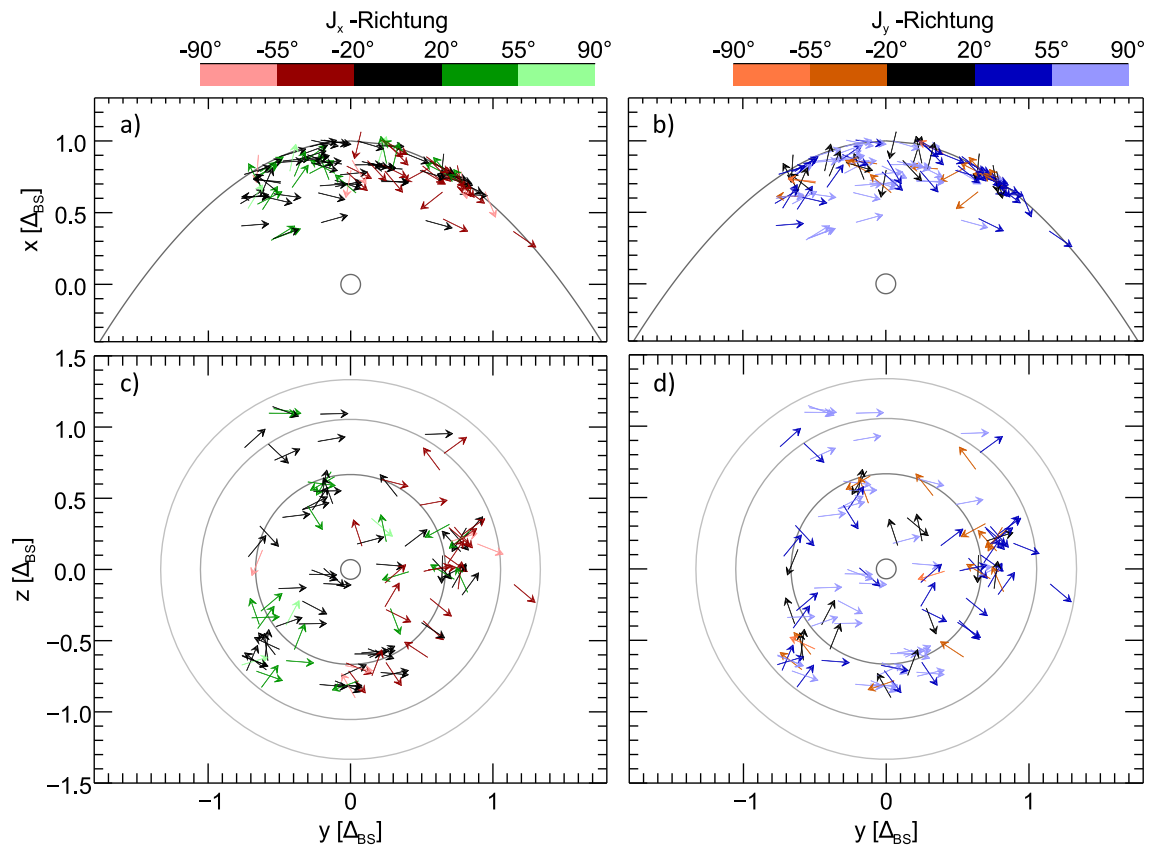 Jx -Richtung
-90° -55° -20° 20° 55° 90°
Jy -Richtung
-90° -55° -20° 20° 55° 90°
a)
b)
1.0
0.5
0.0
x [ΔBS]
c)
d)
1.5
1.0
0.5
0.0
−0.5
−1.0
−1.5
z [ΔBS]
−1 0 1
−1 0 1
y [ΔBS]
y [ΔBS]